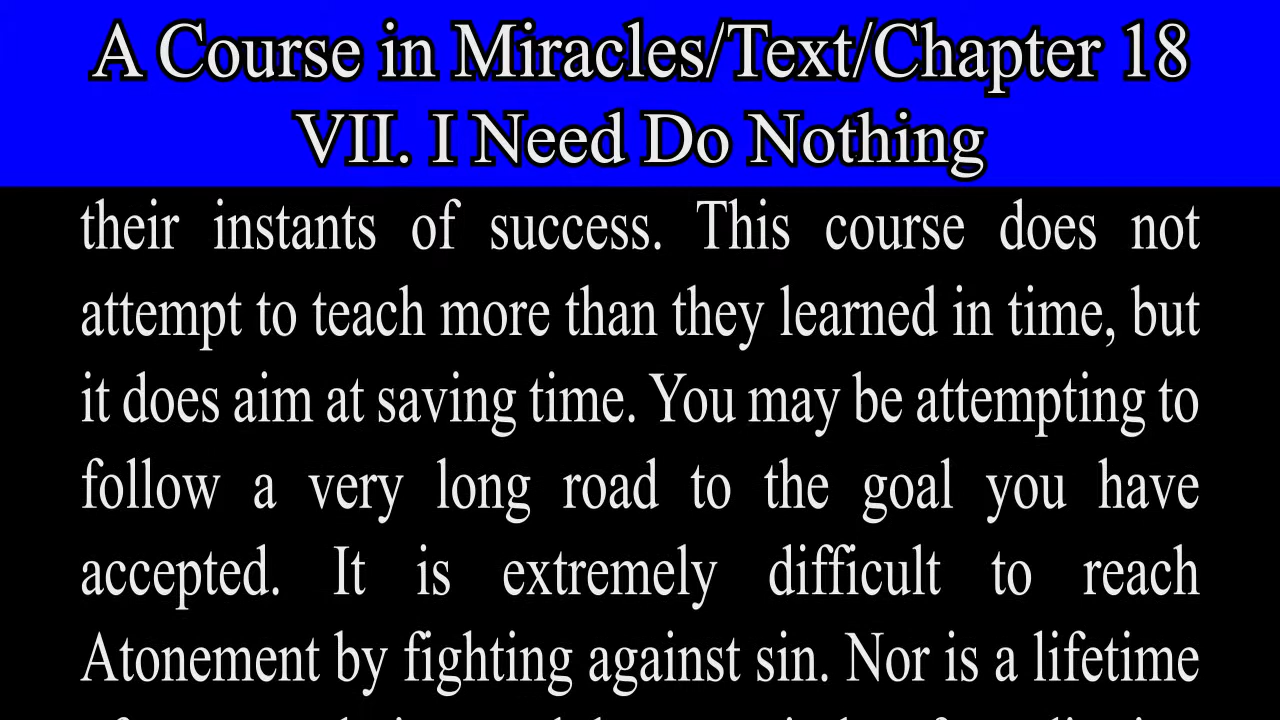 A Course in Miracles/Text/Chapter 18
VII. I Need Do Nothing
their instants of success. This course does not
attempt to teach more than they learned in time, but
it does aim at saving time. You may be attempting to
follow a very long road to the goal you have
accepted. It is extremely difficult to reach
Atonement by fighting against sin. Nor is a lifetime